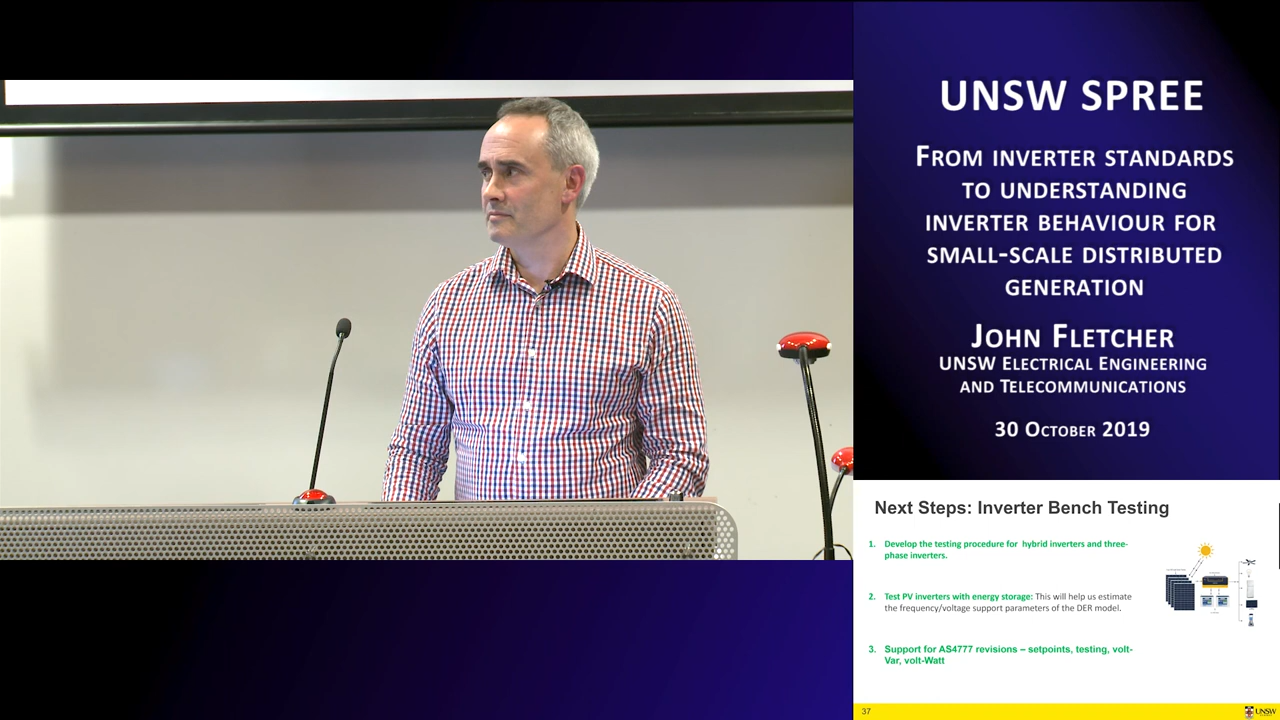 UNSW SPREE
FROM INVERTER STANDARDS
TO UNDERSTANDING
INVERTER BEHAVIOUR FOR
SMALL-SCALE DISTRIBUTED
GENERATION
JOHN FLETCHER
UNSW ELECTRICAL ENGINEERING
AND TELECOMMUNICATIONS
30 OCTOBER 2019
Next Steps: Inverter Bench Testing
1. Develop the testing procedure for hybrid inverters and three-
phase inverters.
2. Test PV inverters with energy storage: This will help us estimate
the frequency/voltage support parameters of the DER model.
3. Support for AS4777 revisions – setpoints, testing, volt-
Var, volt-Watt
37
UNSW